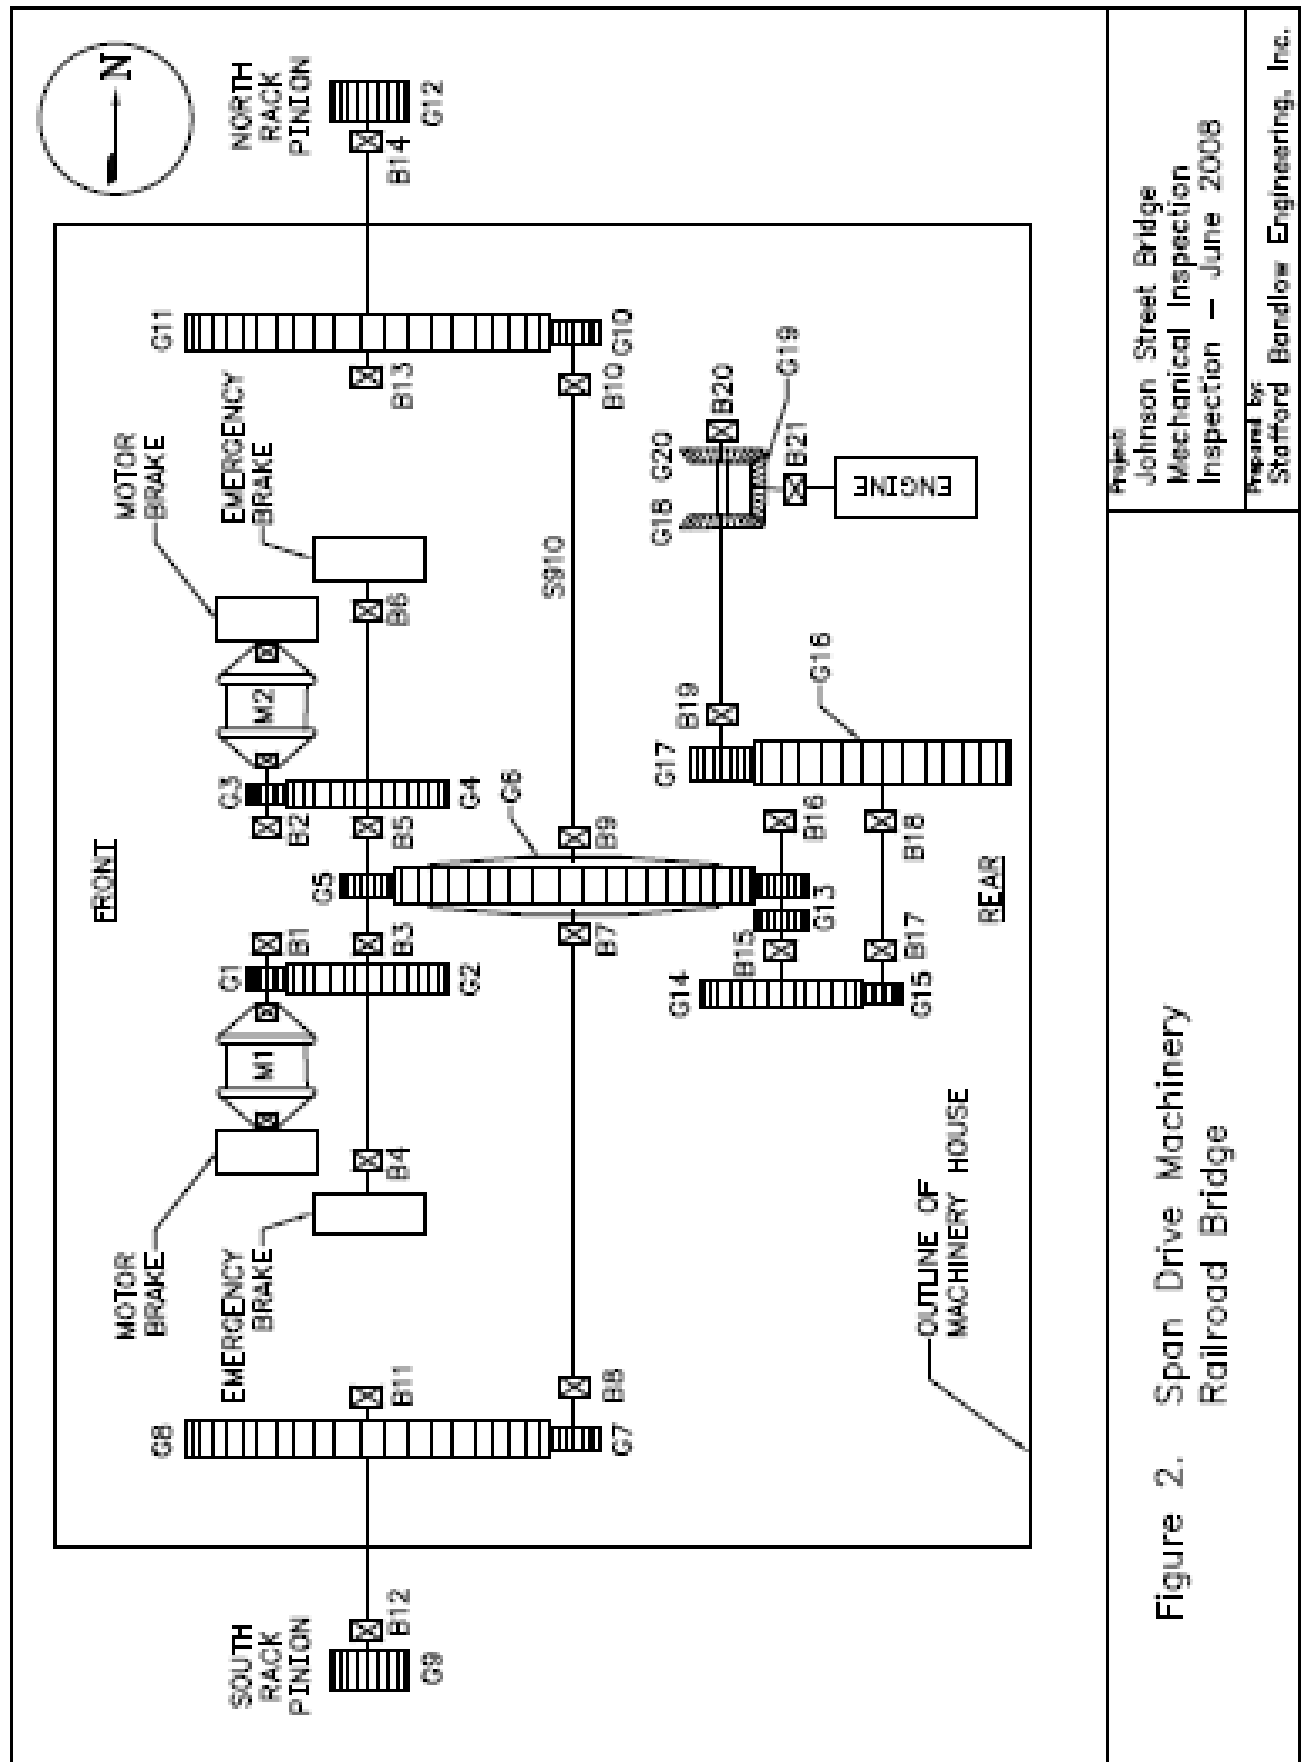 N
NORTH
RACK
PINION
G12
B14
G11
B13
G10
B10
MOTOR
BRAKE
EMERGENCY
BRAKE
M2
B6
G3
B2
G4
B5
FRONT
G5
G6
B9
S910
B7
G1
B1
G2
B3
M1
B4
MOTOR
BRAKE
EMERGENCY
BRAKE
G8
B11
G7
B8
SOUTH
RACK
PINION
B12
G9
G18
G20
B20
G19
B21
ENGINE
G17
B19
G16
B16
B18
G13
REAR
B15
B17
G14
G15
OUTLINE OF
MACHINERY HOUSE
Figure 2. Span Drive Machinery
Railroad Bridge
Project:
Johnson Street Bridge
Mechanical Inspection
Inspection - June 2008
Prepared by:
Stafford Bandlow Engineering, Inc.